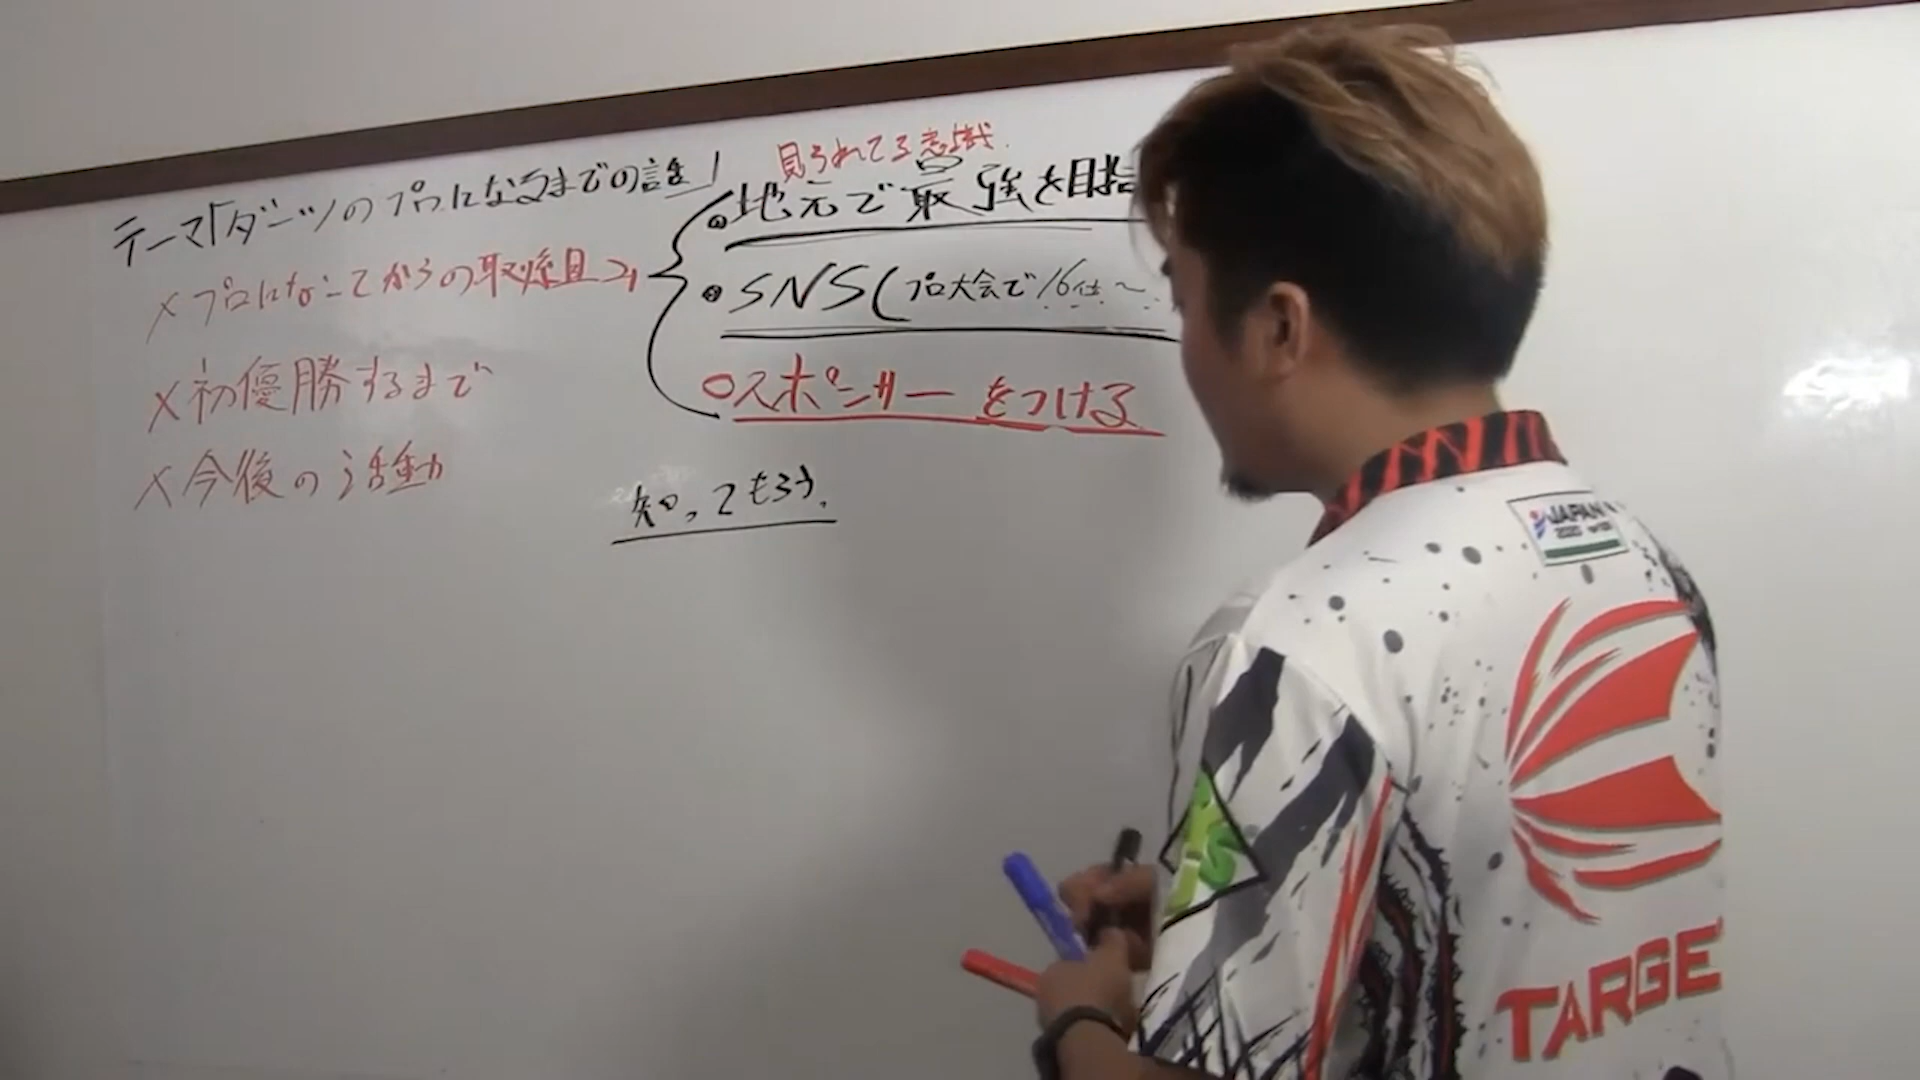 テーマ「ダーツのプロになるまでの話」
×プロになってからの取り組み→
×初優勝するまで
×今後の活動
見られてる意識
地元で最強を目指
SNS(プロ大会で16位〜
○スポンサーをつける
知ってもらう.
JAPAN
TARGE